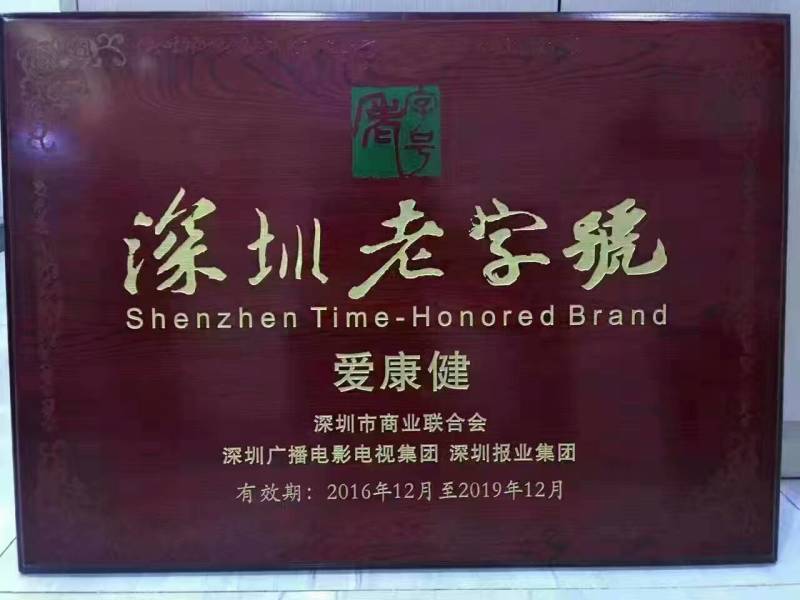 老字号
深圳老字號
Shenzhen Time-Honored Brand
爱康健
深圳市商业联合会
深圳广播电影电视集团 深圳报业集团
有效期：2016年12月至2019年12月